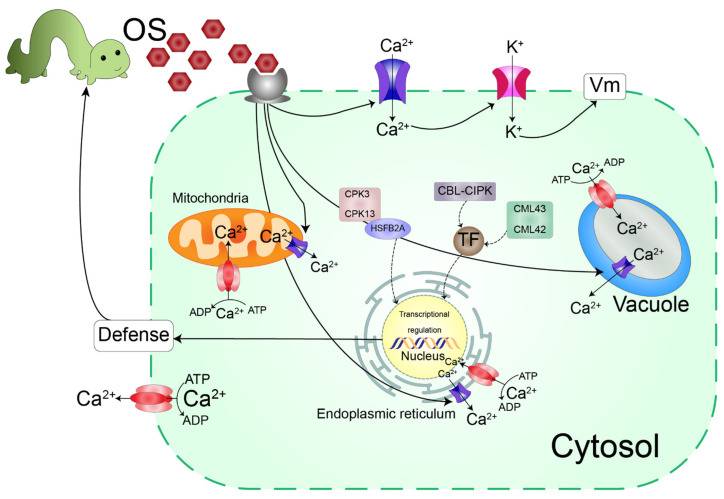 OS
Ca²⁺
Ca²⁺
K⁺
K⁺
Vm
Mitochondria
Ca²⁺
Ca²⁺
Ca²⁺
ADP
Ca²⁺
ATP
CPK3
CPK13
HSFB2A
CBL-CIPK
TF
CML43
CML42
Ca²⁺
ADP
ATP
Ca²⁺
Ca²⁺
Ca²⁺
Vacuole
Transcriptional
regulation
Nucleus
Ca²⁺
Ca²⁺
ATP
Ca²⁺
ADP
Ca²⁺
Endoplasmic reticulum
Defense
Ca²⁺
ATP
Ca²⁺
ADP
Cytosol